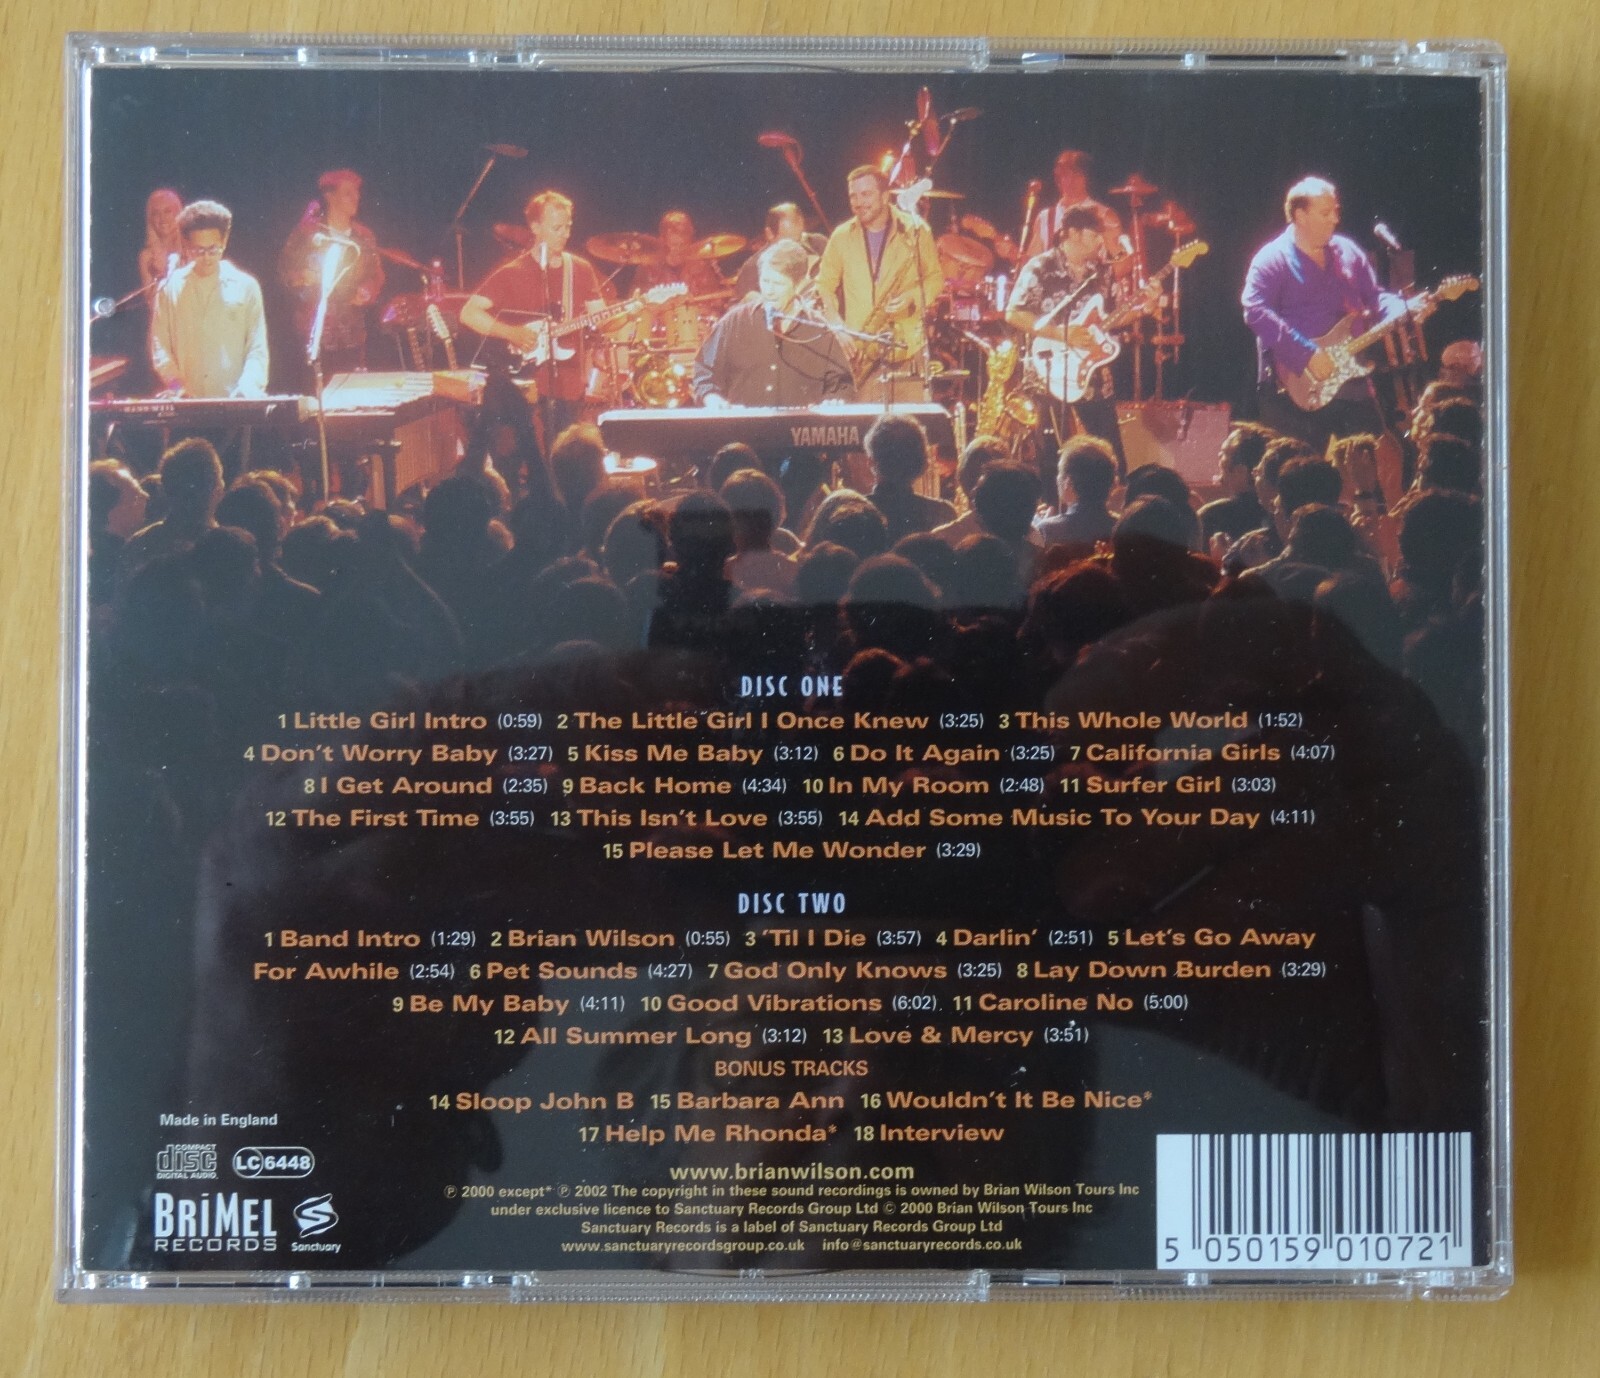 YAMAHA
DISC ONE
1 Little Girl Intro (0:59) 2 The Little Girl I Once Knew (3:25) 3 This Whole World (1:52)
4 Don't Worry Baby (3:27) 5 Kiss Me Baby (3:12) 6 Do It Again (3:25) 7 California Girls (4:07)
8 I Get Around (2:35) 9 Back Home (4:34) 10 In My Room (2:48) 11 Surfer Girl (3:03)
12 The First Time (3:55) 13 This Isn't Love (3:55) 14 Add Some Music To Your Day (4:11)
15 Please Let Me Wonder (3:29)
DISC TWO
1 Band Intro (1:29) 2 Brian Wilson (0:55) 3 'Til I Die (3:57) 4 Darlin' (2:51) 5 Let's Go Away
For Awhile (2:54) 6 Pet Sounds (4:27) 7 God Only Knows (3:25) 8 Lay Down Burden (3:29)
9 Be My Baby (4:11) 10 Good Vibrations (6:02). 11 Caroline No (5:00)
12 All Summer Long (3:12) 13 Love & Mercy (3:51)
BONUS TRACKS
14 Sloop John B 15 Barbara Ann 16 Wouldn't It Be Nice*
17 Help Me Rhonda* 18 Interview
www.brianwilson.com
℗ 2000 except* ℗ 2002 The copyright in these sound recordings is owned by Brian Wilson Tours Inc
under exclusive licence to Sanctuary Records Group Ltd © 2000 Brian Wilson Tours Inc
Sanctuary Records is a label of Sanctuary Records Group Ltd
www.sanctuaryrecordsgroup.co.uk info@sanctuaryrecords.co.uk
Made in England
COMPACT
disc
DIGITAL AUDIO
LC 6448
BRiMEL
RECORDS
Sanctuary
5 050159 010721